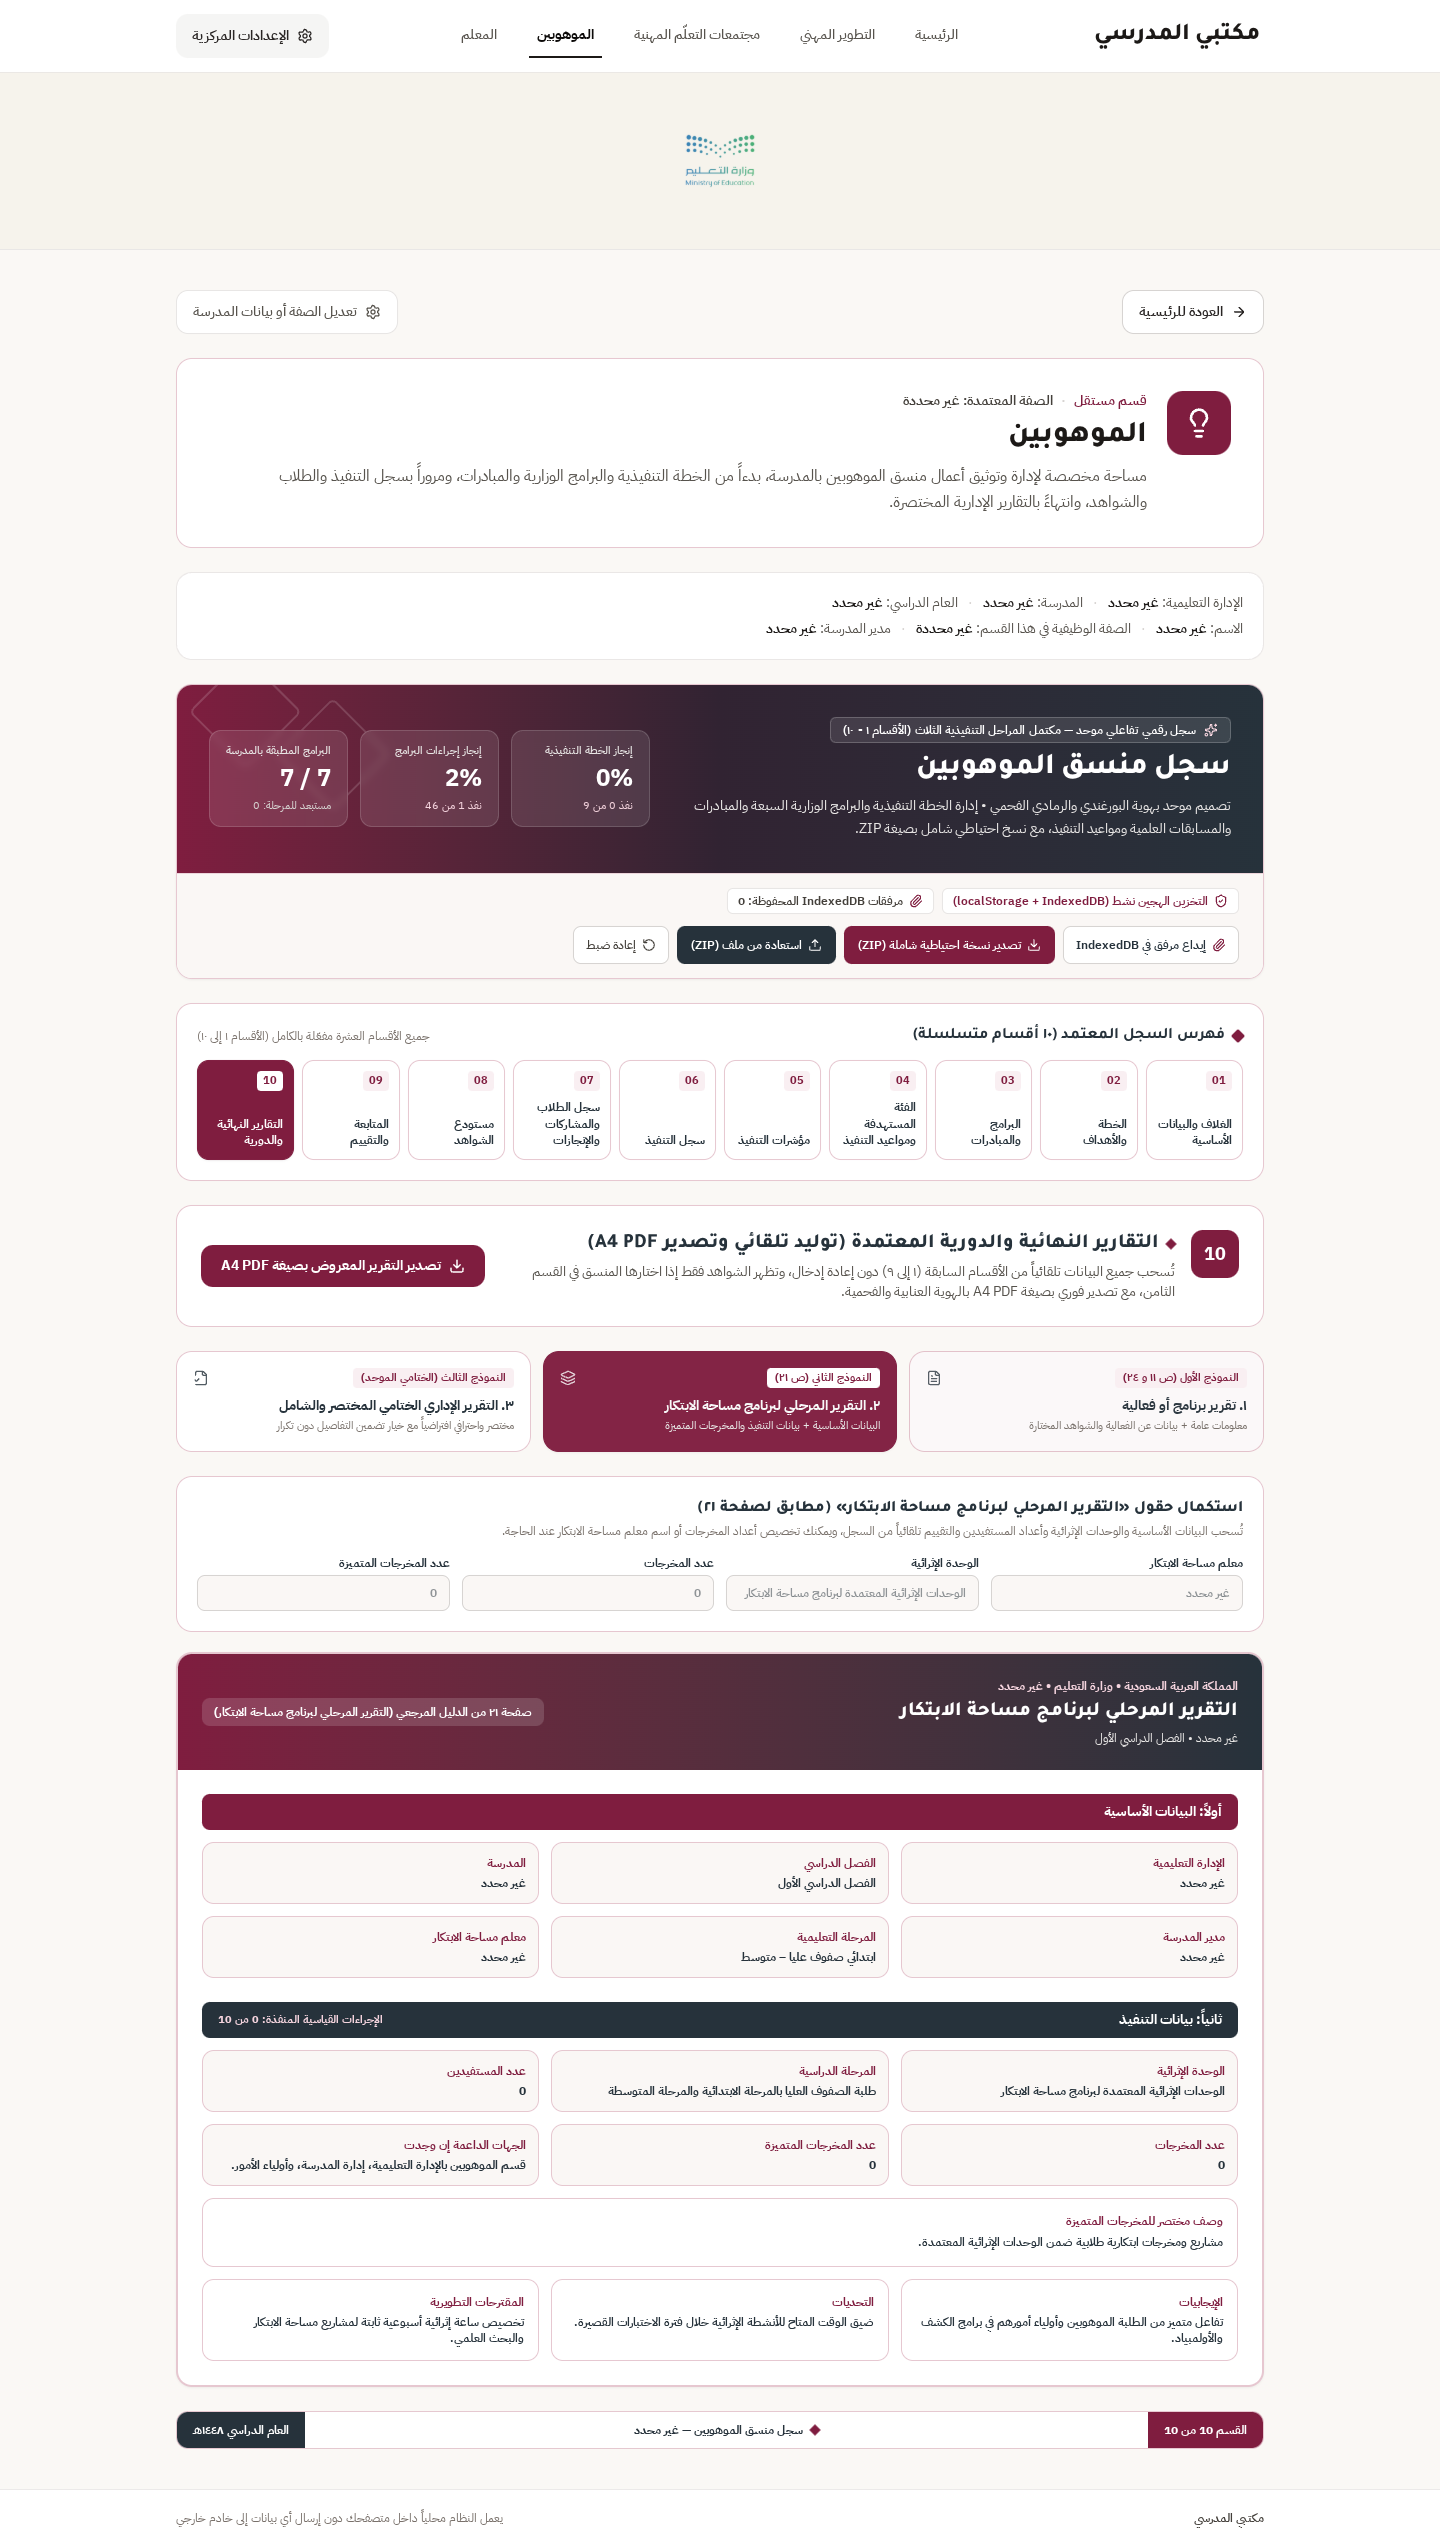 مكتبي المدرسي
الرئيسية
التطوير المهني
مجتمعات التعلّم المهنية
الموهوبين
المعلم
الإعدادات المركزية
وزارة التعليم
Ministry of Education
العودة للرئيسية
تعديل الصفة أو بيانات المدرسة
قسم مستقل · الصفة المعتمدة: غير محددة
الموهوبين
مساحة مخصصة لإدارة وتوثيق أعمال منسق الموهوبين بالمدرسة، بدءاً من الخطة التنفيذية والبرامج الوزارية والمبادرات، ومروراً بسجل التنفيذ والطلاب
والشواهد، وانتهاءً بالتقارير الإدارية المختصرة.
الإدارة التعليمية: غير محدد · المدرسة: غير محدد · العام الدراسي: غير محدد
الاسم: غير محدد · الصفة الوظيفية في هذا القسم: غير محددة · مدير المدرسة: غير محدد
سجل رقمي تفاعلي موحد — مكتمل المراحل التنفيذية الثلاث (الأقسام ١ - ١٠)
سجل منسق الموهوبين
تصميم موحد بهوية البورغندي والرمادي الفحمي • إدارة الخطة التنفيذية والبرامج الوزارية السبعة والمبادرات
والمسابقات العلمية ومواعيد التنفيذ، مع نسخ احتياطي شامل بصيغة ZIP.
إنجاز الخطة التنفيذية
0%
نفذ 0 من 9
إنجاز إجراءات البرامج
2%
نفذ 1 من 46
البرامج المطبقة بالمدرسة
7 / 7
مستبعد للمرحلة: 0
التخزين الهجين نشط (localStorage + IndexedDB)
مرفقات IndexedDB المحفوظة: 0
إيداع مرفق في IndexedDB
تصدير نسخة احتياطية شاملة (ZIP)
استعادة من ملف (ZIP)
إعادة ضبط
فهرس السجل المعتمد (١٠ أقسام متسلسلة)
جميع الأقسام العشرة مفعّلة بالكامل (الأقسام ١ إلى ١٠)
01
الغلاف والبيانات
الأساسية
02
الخطة
والأهداف
03
البرامج
والمبادرات
04
الفئة
المستهدفة
ومواعيد التنفيذ
05
مؤشرات التنفيذ
06
سجل التنفيذ
07
سجل الطلاب
والمشاركات
والإنجازات
08
مستودع
الشواهد
09
المتابعة
والتقييم
10
التقارير النهائية
والدورية
10
التقارير النهائية والدورية المعتمدة (توليد تلقائي وتصدير A4 PDF)
تُسحب جميع البيانات تلقائياً من الأقسام السابقة (١ إلى ٩) دون إعادة إدخال، وتظهر الشواهد فقط إذا اختارها المنسق في القسم
الثامن، مع تصدير فوري بصيغة A4 PDF بالهوية العنابية والفحمية.
تصدير التقرير المعروض بصيغة A4 PDF
النموذج الأول (ص ١١ و ٢٤)
١. تقرير برنامج أو فعالية
معلومات عامة + بيانات عن الفعالية والشواهد المختارة
النموذج الثاني (ص ٢١)
٢. التقرير المرحلي لبرنامج مساحة الابتكار
البيانات الأساسية + بيانات التنفيذ والمخرجات المتميزة
النموذج الثالث (الختامي الموحد)
٣. التقرير الإداري الختامي المختصر والشامل
مختصر واحترافي افتراضياً مع خيار تضمين التفاصيل دون تكرار
استكمال حقول «التقرير المرحلي لبرنامج مساحة الابتكار» (مطابق لصفحة ٢١)
تُسحب البيانات الأساسية والوحدات الإثرائية وأعداد المستفيدين والتقييم تلقائياً من السجل، ويمكنك تخصيص أعداد المخرجات أو اسم معلم مساحة الابتكار عند الحاجة.
معلم مساحة الابتكار
غير محدد
الوحدة الإثرائية
الوحدات الإثرائية المعتمدة لبرنامج مساحة الابتكار
عدد المخرجات
0
عدد المخرجات المتميزة
0
المملكة العربية السعودية • وزارة التعليم • غير محدد
التقرير المرحلي لبرنامج مساحة الابتكار
غير محدد • الفصل الدراسي الأول
صفحة ٢١ من الدليل المرجعي (التقرير المرحلي لبرنامج مساحة الابتكار)
أولاً: البيانات الأساسية
الإدارة التعليمية
غير محدد
الفصل الدراسي
الفصل الدراسي الأول
المدرسة
غير محدد
مدير المدرسة
غير محدد
المرحلة التعليمية
ابتدائي صفوف عليا – متوسط
معلم مساحة الابتكار
غير محدد
ثانياً: بيانات التنفيذ
الإجراءات القياسية المنفذة: 0 من 10
الوحدة الإثرائية
الوحدات الإثرائية المعتمدة لبرنامج مساحة الابتكار
المرحلة الدراسية
طلبة الصفوف العليا بالمرحلة الابتدائية والمرحلة المتوسطة
عدد المستفيدين
0
عدد المخرجات
0
عدد المخرجات المتميزة
0
الجهات الداعمة إن وجدت
قسم الموهوبين بالإدارة التعليمية، إدارة المدرسة، وأولياء الأمور.
وصف مختصر للمخرجات المتميزة
مشاريع ومخرجات ابتكارية طلابية ضمن الوحدات الإثرائية المعتمدة.
الإيجابيات
تفاعل متميز من الطلبة الموهوبين وأولياء أمورهم في برامج الكشف
والأولمبياد.
التحديات
ضيق الوقت المتاح للأنشطة الإثرائية خلال فترة الاختبارات القصيرة.
المقترحات التطويرية
تخصيص ساعة إثرائية أسبوعية ثابتة لمشاريع مساحة الابتكار
والبحث العلمي.
القسم 10 من 10
سجل منسق الموهوبين — غير محدد
العام الدراسي ١٤٤٨هـ
مكتبي المدرسي
يعمل النظام محلياً داخل متصفحك دون إرسال أي بيانات إلى خادم خارجي